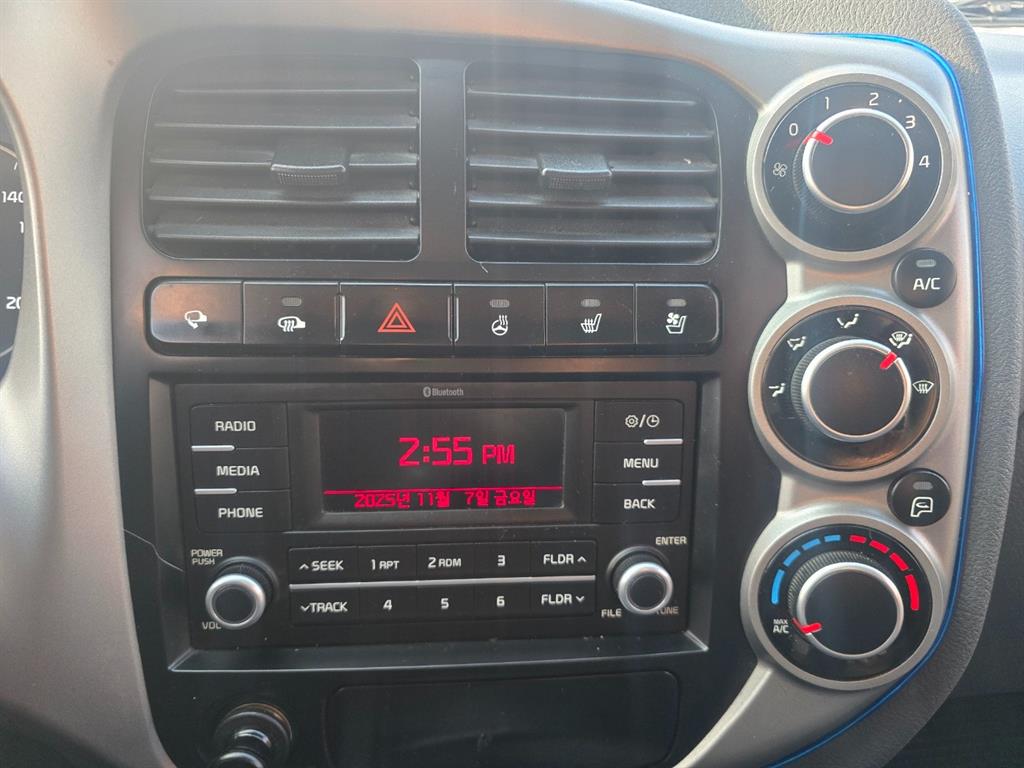 140
1
20
0 1 2 3 4
A/C
Bluetooth
RADIO
MEDIA
PHONE
2:55 PM
2025년 11월 7일 금요일
MENU
BACK
POWER
PUSH
VOL
∧SEEK
1 RPT
2 RDM
3
FLDR∧
∨TRACK
4
5
6
FLDR∨
ENTER
FILE
TUNE
MAX
A/C